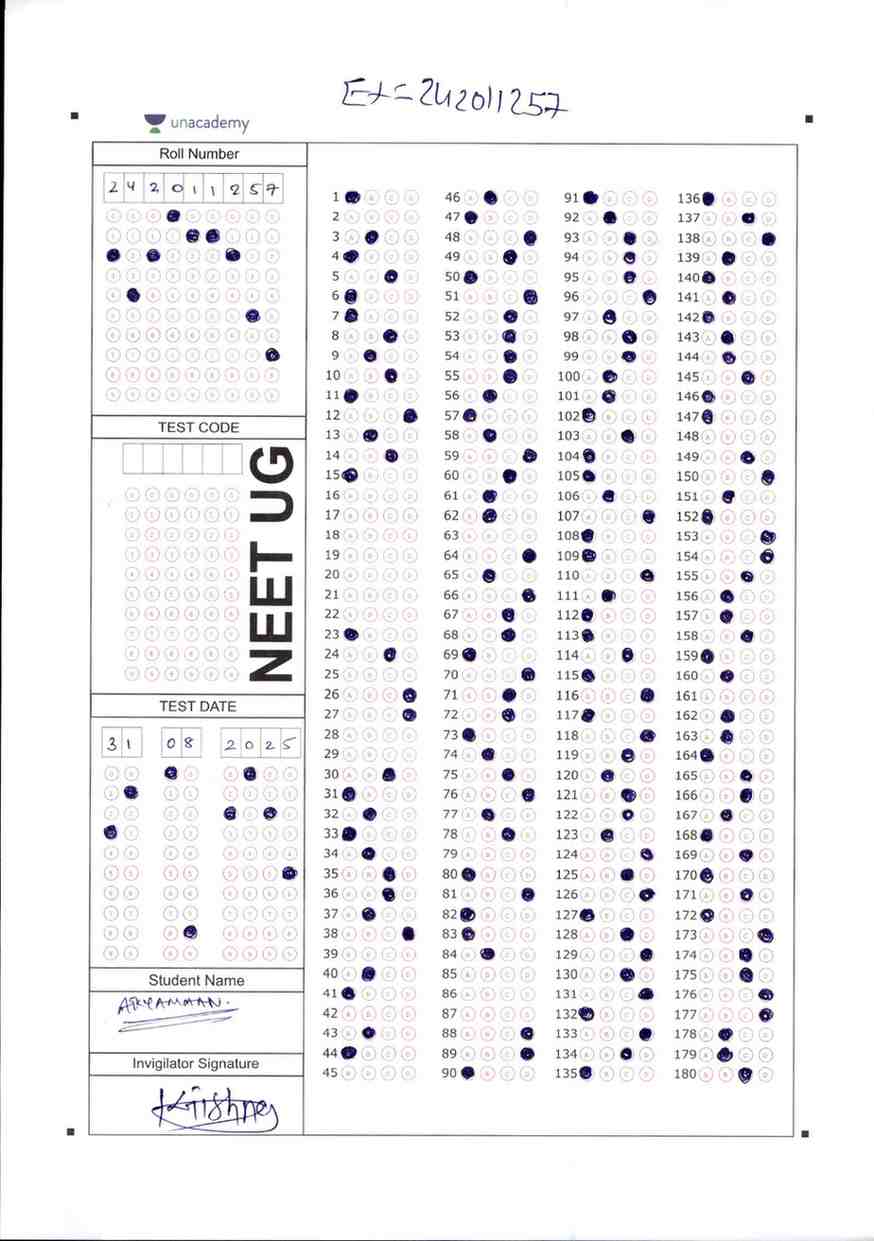 Et = 242011257
unacademy
Roll Number
2 4 2 0 1 1 2 5 7
TEST CODE
NEET UG
TEST DATE
3 1 0 8 2 0 2 5
Student Name
ARYAMAAN.
Invigilator Signature
Krishna
1 46 91 136
2 47 92 137
3 48 93 138
4 49 94 139
5 50 95 140
6 51 96 141
7 52 97 142
8 53 98 143
9 54 99 144
10 55 100 145
11 56 101 146
12 57 102 147
13 58 103 148
14 59 104 149
15 60 105 150
16 61 106 151
17 62 107 152
18 63 108 153
19 64 109 154
20 65 110 155
21 66 111 156
22 67 112 157
23 68 113 158
24 69 114 159
25 70 115 160
26 71 116 161
27 72 117 162
28 73 118 163
29 74 119 164
30 75 120 165
31 76 121 166
32 77 122 167
33 78 123 168
34 79 124 169
35 80 125 170
36 81 126 171
37 82 127 172
38 83 128 173
39 84 129 174
40 85 130 175
41 86 131 176
42 87 132 177
43 88 133 178
44 89 134 179
45 90 135 180